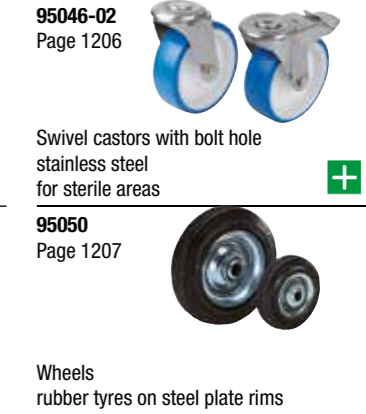 95046-02
Page 1206
Swivel castors with bolt hole
stainless steel
for sterile areas
95050
Page 1207
Wheels
rubber tyres on steel plate rims